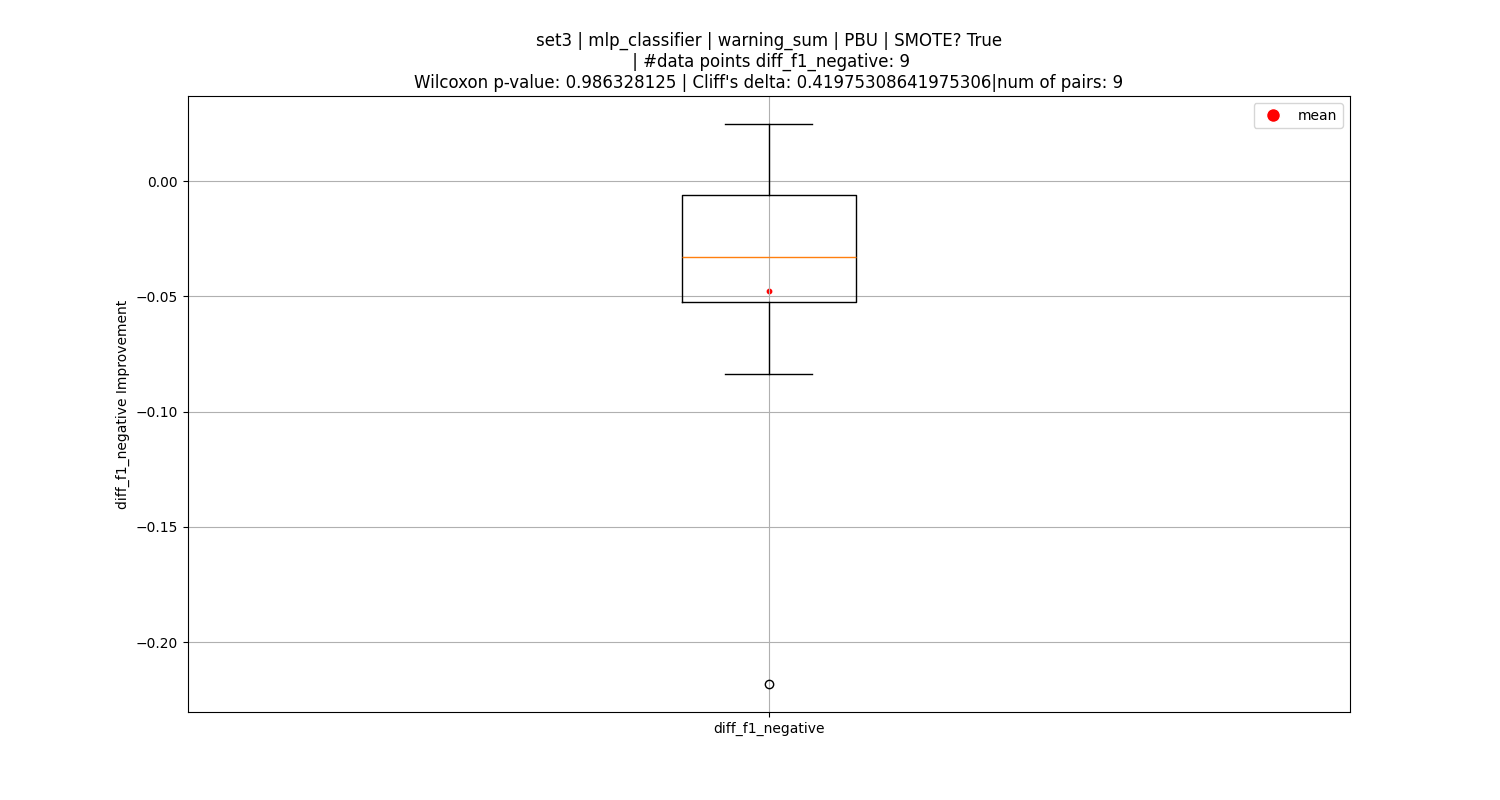 set3 | mlp_classifier | warning_sum | PBU | SMOTE? True
| #data points diff_f1_negative: 9
Wilcoxon p-value: 0.986328125 | Cliff's delta: 0.41975308641975306|num of pairs: 9
mean
0.00
−0.05
−0.10
−0.15
−0.20
diff_f1_negative Improvement
diff_f1_negative